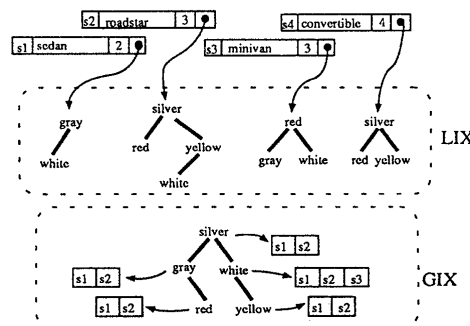 s2 roadstar 3
s4 convertible 4
s1 sedan 2
s3 minivan 3
silver
gray
red
silver
red
yellow
white
gray
white
red yellow
white
LIX
silver
s1 s2
gray
white
s1 s2
s1 s2 s3
GIX
s1 s2
red
yellow
s1 s2